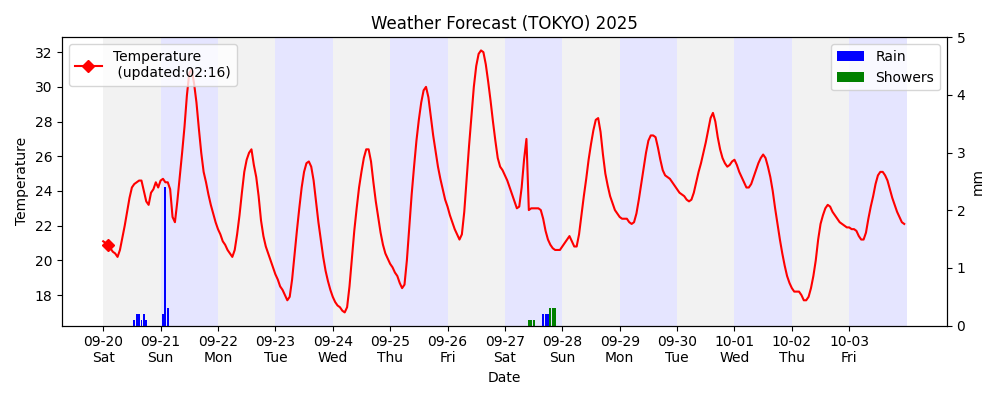 Weather Forecast (TOKYO) 2025
Temperature
(updated:02:16)
Rain
Showers
Temperature
32
30
28
26
24
22
20
18
5
4
3
2
1
0
mm
09-20 09-21 09-22 09-23 09-24 09-25 09-26 09-27 09-28 09-29 09-30 10-01 10-02 10-03
Sat Sun Mon Tue Wed Thu Fri Sat Sun Mon Tue Wed Thu Fri
Date